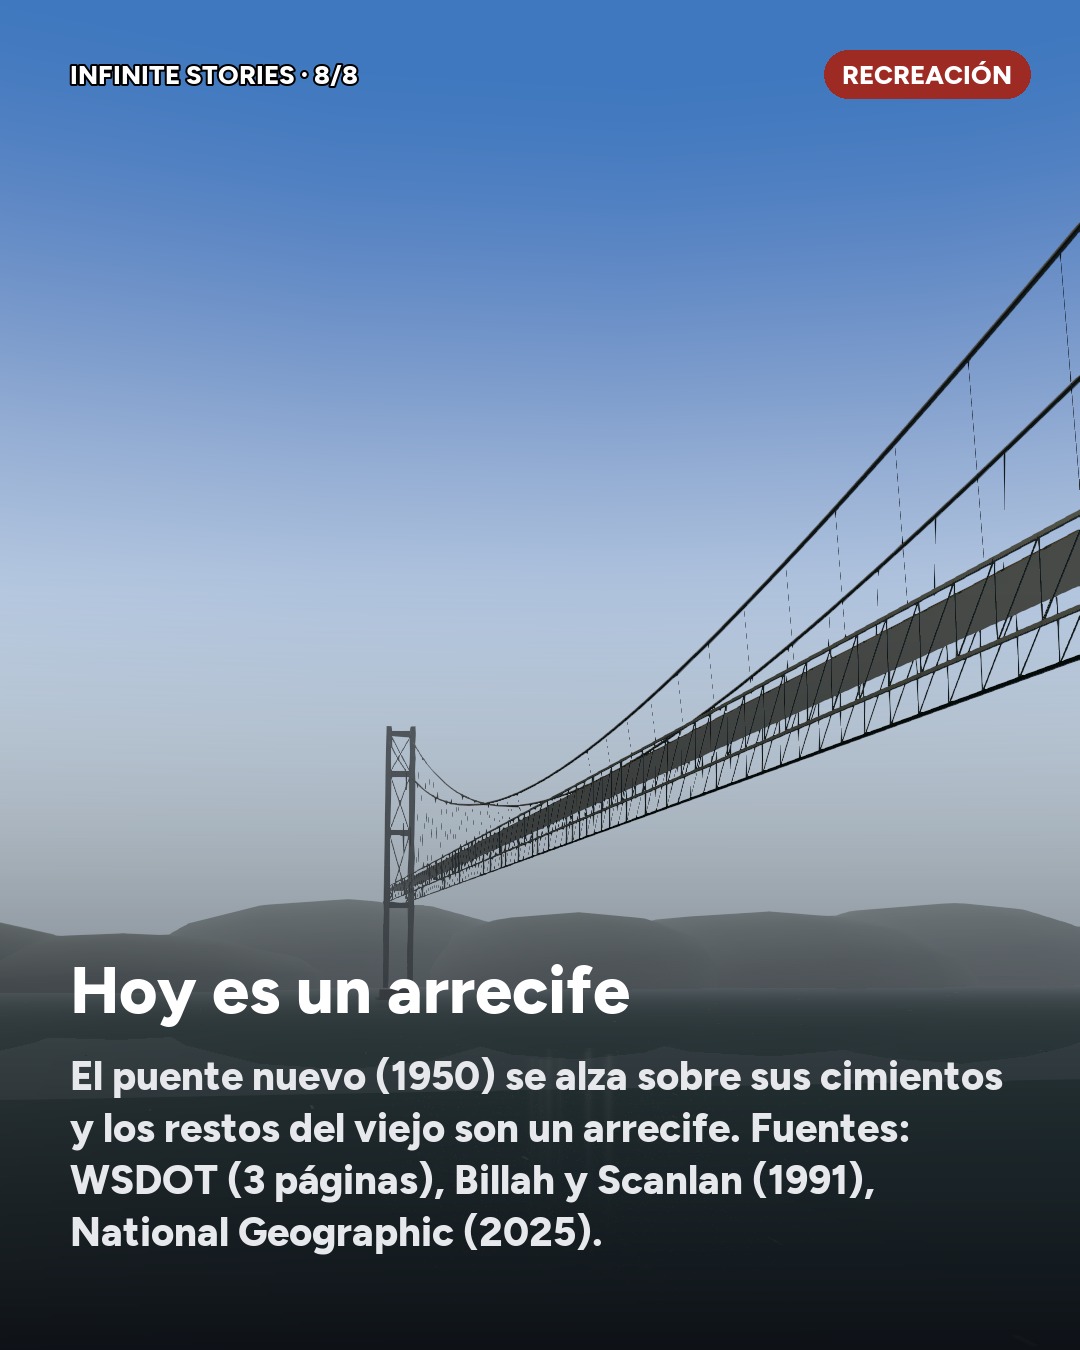 INFINITE STORIES · 8/8
RECREACIÓN
Hoy es un arrecife
El puente nuevo (1950) se alza sobre sus cimientos
y los restos del viejo son un arrecife. Fuentes:
WSDOT (3 páginas), Billah y Scanlan (1991),
National Geographic (2025).